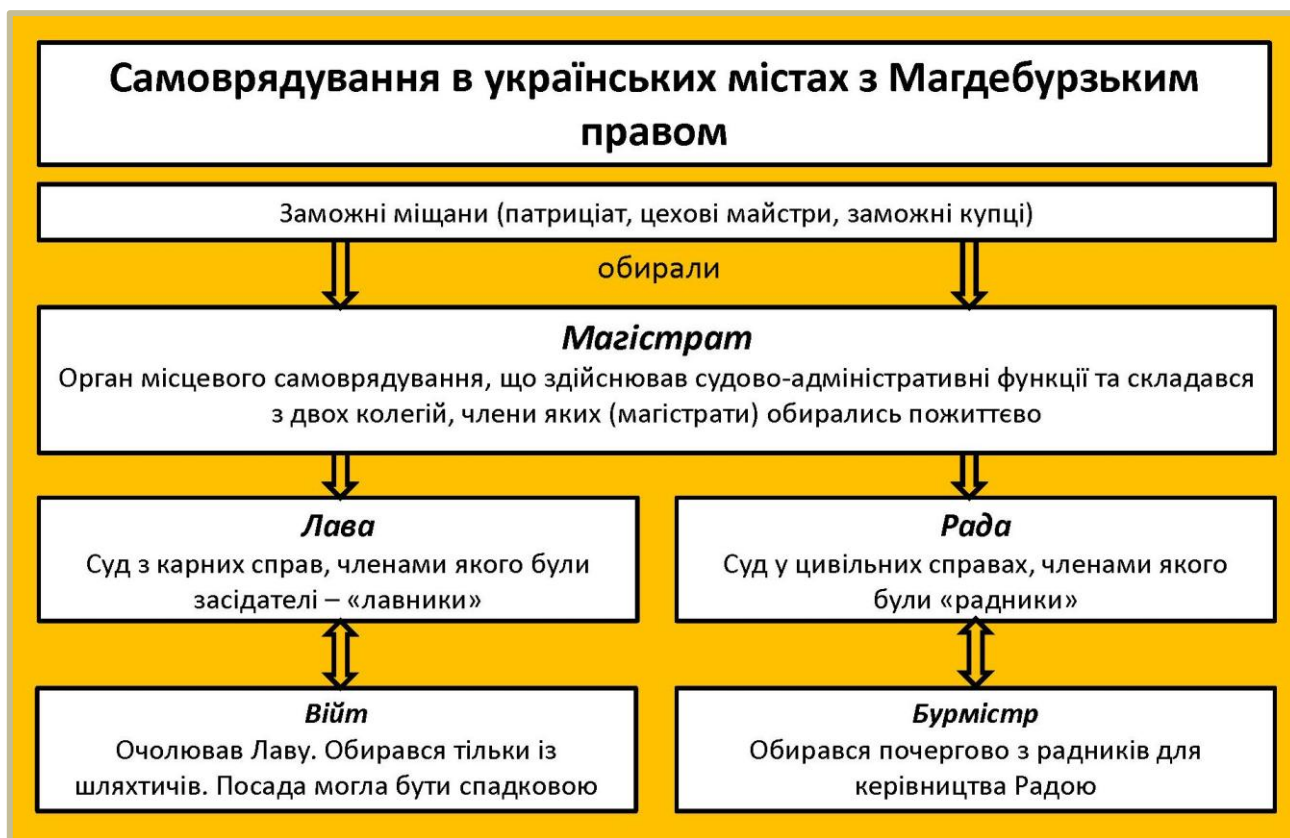 Самоврядування в українських містах з Магдебурзьким
правом
Заможні міщани (патриціат, цехові майстри, заможні купці)
обирали
Магістрат
Орган місцевого самоврядування, що здійснював судово-адміністративні функції та складався
з двох колегій, члени яких (магістрати) обирались пожиттєво
Лава
Суд з карних справ, членами якого були
засідателі – «лавники»
Рада
Суд у цивільних справах, членами якого
були «радники»
Війт
Очолював Лаву. Обирався тільки із
шляхтичів. Посада могла бути спадковою
Бурмістр
Обирався почергово з радників для
керівництва Радою